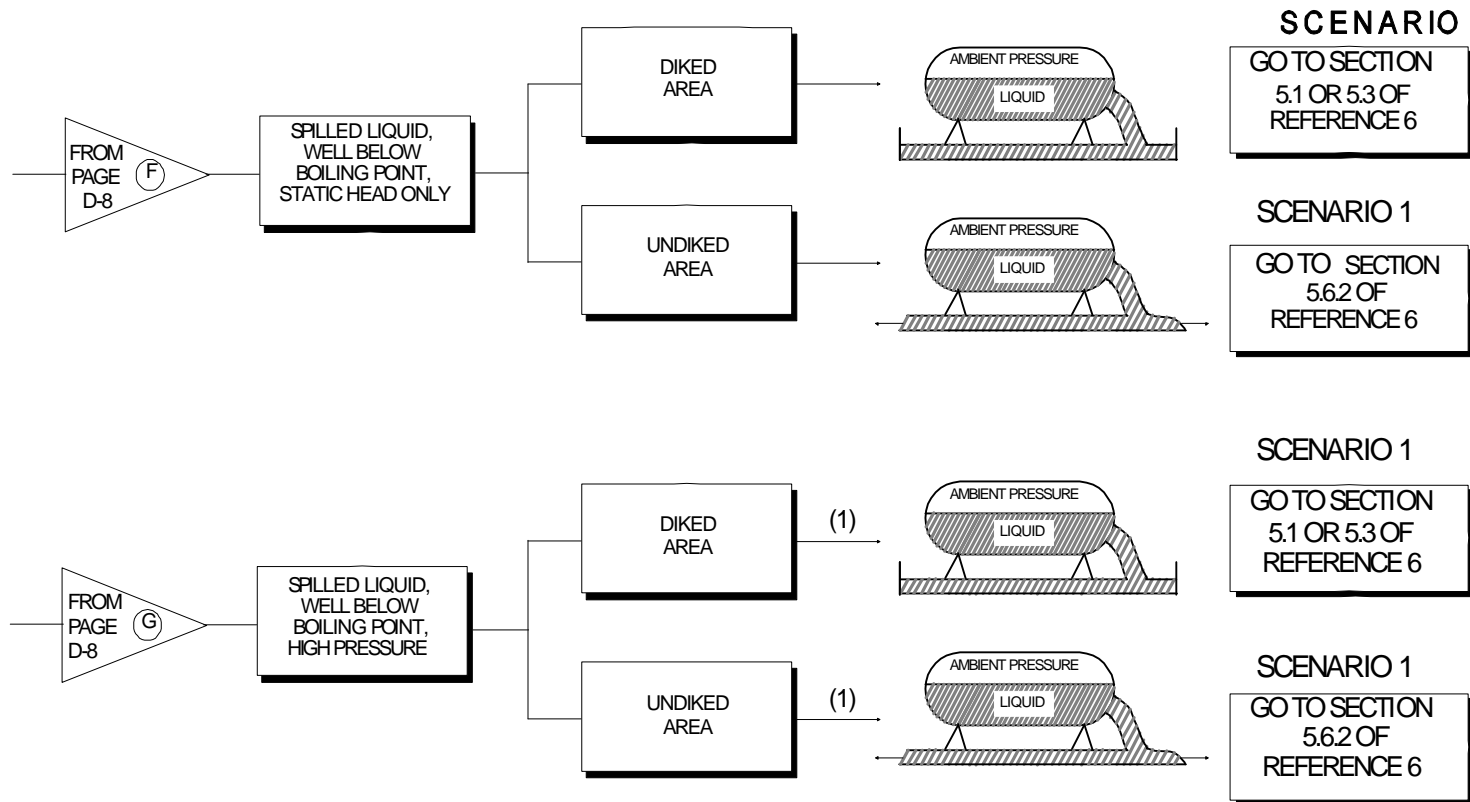 SCENARIO
FROM
PAGE
D-8
F
SPILLED LIQUID,
WELL BELOW
BOILING POINT,
STATIC HEAD ONLY
DIKED
AREA
AMBIENT PRESSURE
LIQUID
GO TO SECTION
5.1 OR 5.3 OF
REFERENCE 6
UNDIKED
AREA
AMBIENT PRESSURE
LIQUID
SCENARIO 1
GO TO SECTION
5.6.2 OF
REFERENCE 6
FROM
PAGE
D-8
G
SPILLED LIQUID,
WELL BELOW
BOILING POINT,
HIGH PRESSURE
DIKED
AREA
(1)
AMBIENT PRESSURE
LIQUID
SCENARIO 1
GO TO SECTION
5.1 OR 5.3 OF
REFERENCE 6
UNDIKED
AREA
(1)
AMBIENT PRESSURE
LIQUID
SCENARIO 1
GO TO SECTION
5.6.2 OF
REFERENCE 6